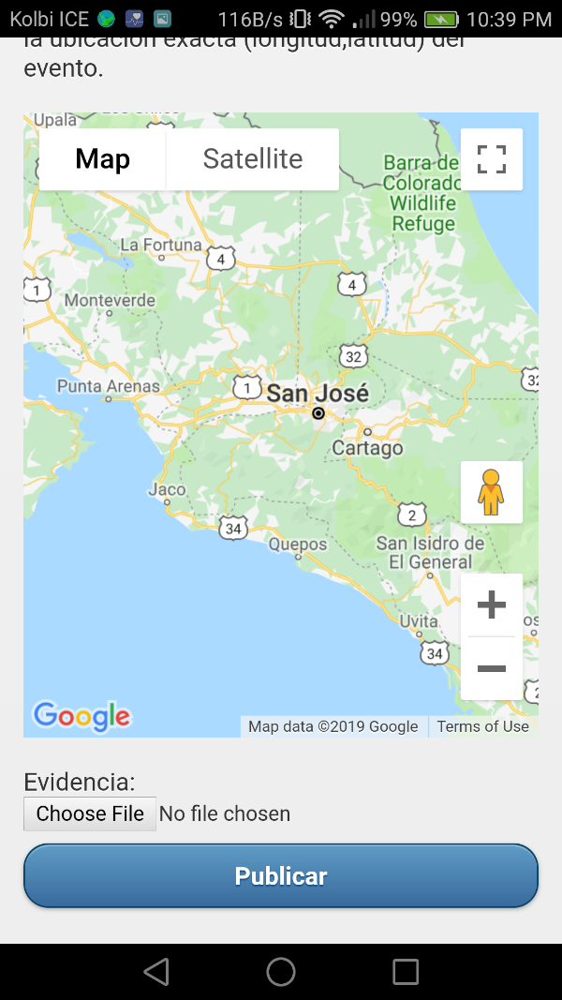 Kolbi ICE 116B/s 99% 10:39 PM
la ubicación exacta (longitud,latitud) del
evento.
Upala
Map Satellite
Barra de
Colorado
Wildlife
Refuge
La Fortuna
4
4
1
Monteverde
32
32
Punta Arenas
1
San José
Cartago
Jaco
2
34
Quepos
San Isidro de
El General
Uvita
34
2
Google
Map data ©2019 Google Terms of Use
Evidencia:
Choose File No file chosen
Publicar